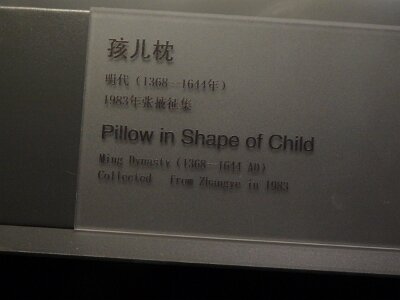 孩儿枕
明代（1368—1644年）
1983年张掖征集
Pillow in Shape of Child
Ming Dynasty (1368—1644 AD)
Collected From Zhangye in 1983